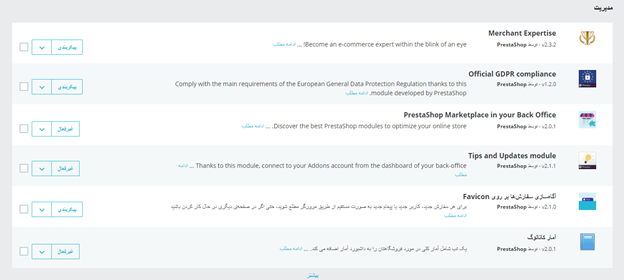 مدیریت
Merchant Expertise
v2.3.2 - توسط PrestaShop
Become an e-commerce expert within the blink of an eye! ... ادامه مطلب
پیکربندی
Official GDPR compliance
v1.2.0 - توسط PrestaShop
Comply with the main requirements of the European General Data Protection Regulation thanks to this
module developed by PrestaShop. ادامه مطلب
پیکربندی
PrestaShop Marketplace in your Back Office
v2.0.1 - توسط PrestaShop
Discover the best PrestaShop modules to optimize your online store. ... ادامه مطلب
غیرفعال
Tips and Updates module
v2.1.1 - توسط PrestaShop
Thanks to this module, connect to your Addons account from the dashboard of your back-office ... ادامه
مطلب
غیرفعال
آگاه‌سازی سفارش‌ها بر روی Favicon
v2.1.0 - توسط PrestaShop
برای هر سفارش جدید، کاربر جدید یا پیغام جدید به صورت مستقیم از طریق مرورگر مطلع شوید، حتی اگر در صفحه‌ی دیگری در حال کار کردن باشید
ادامه مطلب
پیکربندی
آمار کاتالوگ
v2.0.1 - توسط PrestaShop
یک تب شامل آمار کلی در مورد فروشگاهتان را به داشبورد آمار اضافه می کند. ... ادامه مطلب
غیرفعال
بیشتر